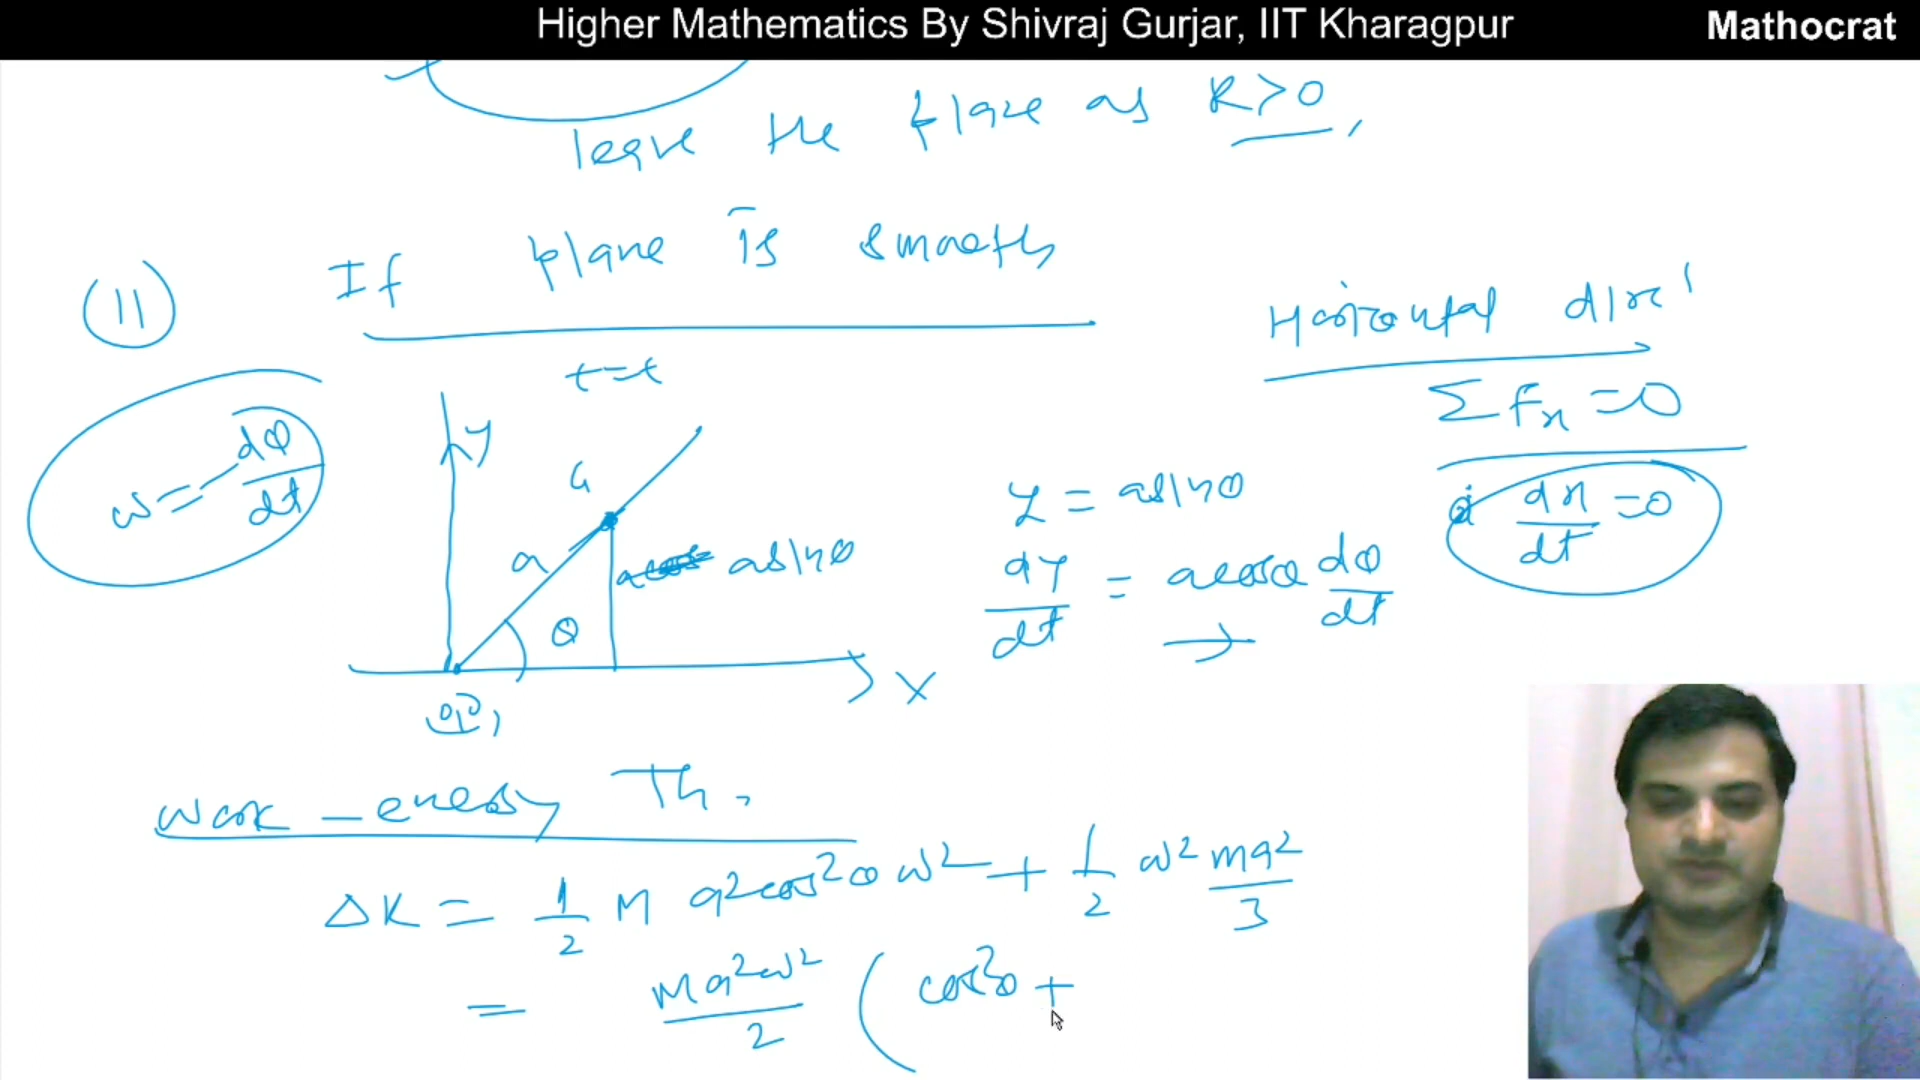 Higher Mathematics By Shivraj Gurjar, IIT Kharagpur
Mathocrat
leave the plane as R>0,
(11) If plane is smooth
Horizontal dirⁿ
t=t
Σ Fx = 0
ω = -dθ/dt
y
G
y = a sinθ
dx/dt = 0
a
a sinθ
dy/dt = a cosθ dθ/dt
θ
x
Work - energy Th.
ΔK = 1/2 M a²cos²θ ω² + 1/2 ω² Ma²/3
= Ma²ω²/2 ( cos²θ +